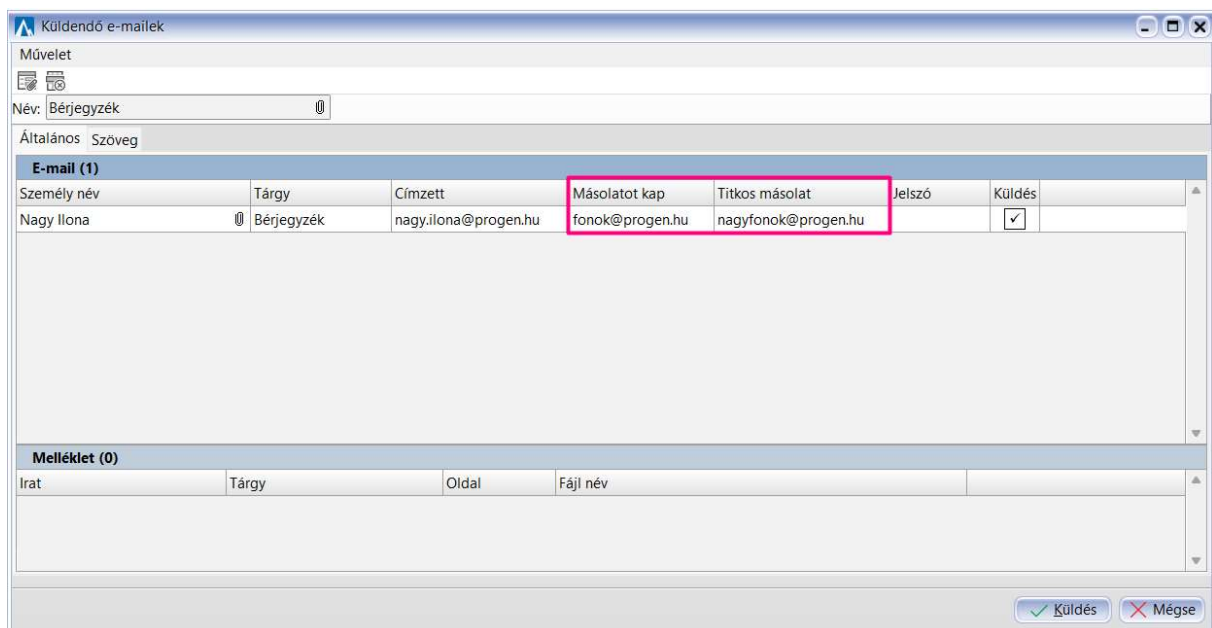 Küldendő e-mailek
Művelet
Név: Bérjegyzék
Általános Szöveg
E-mail (1)
Személy név Tárgy Címzett Másolatot kap Titkos másolat Jelszó Küldés
Nagy Ilona Bérjegyzék nagy.ilona@progen.hu fonok@progen.hu nagyfonok@progen.hu
Melléklet (0)
Irat Tárgy Oldal Fájl név
Küldés Mégse